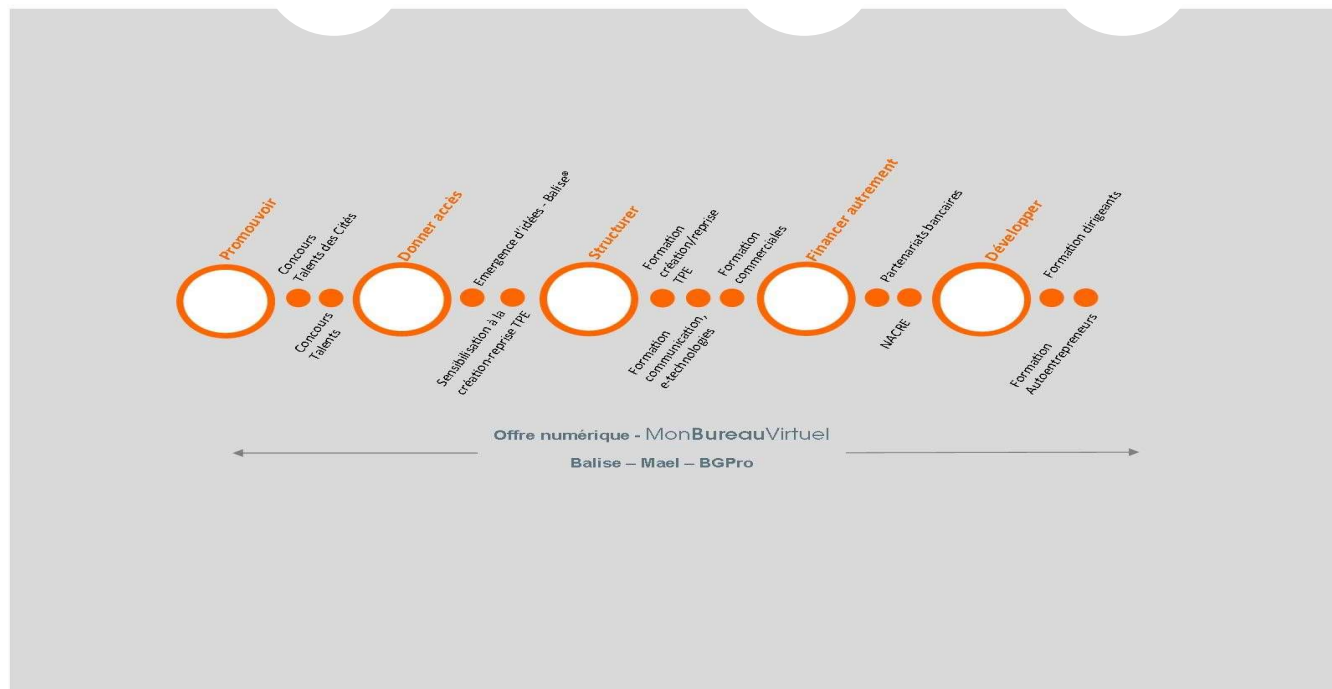 Promouvoir
Concours
Talents des Cités
Concours
Talents
Donner accès
Emergence d'idées - Balise®
Sensibilisation à la
création-reprise TPE
Structurer
Formation
création/reprise
TPE
Formation
communication,
e-technologies
Formation
commerciales
Financer autrement
Partenariats bancaires
NACRE
Développer
Formation dirigeants
Formation
Autoentrepreneurs
Offre numérique - MonBureauVirtuel
Balise – Mael – BGPro